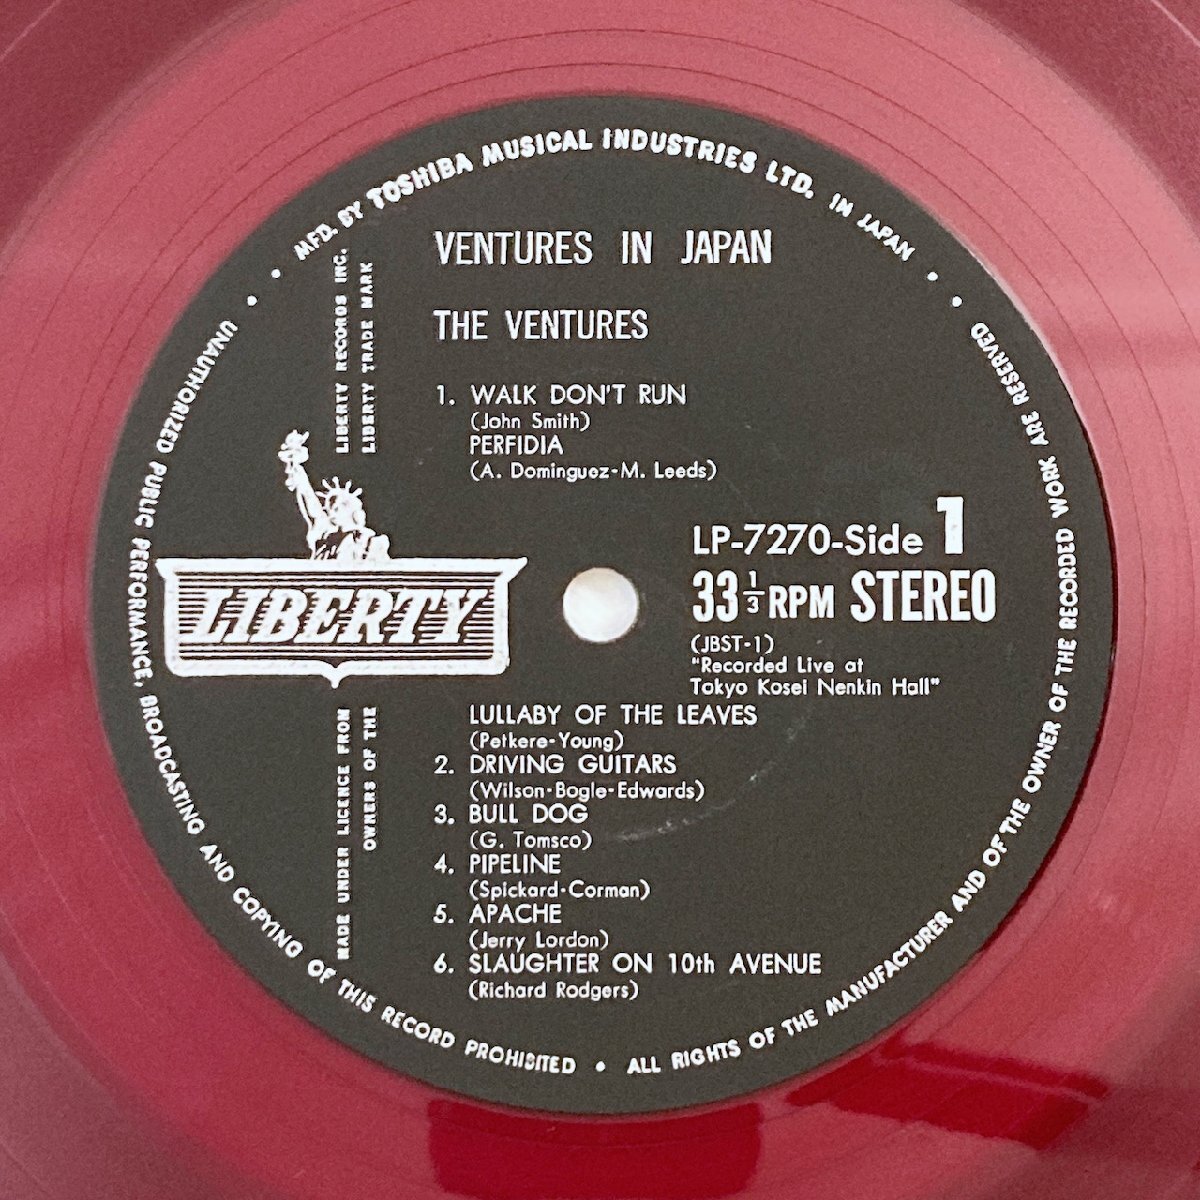 MFD. BY TOSHIBA MUSICAL INDUSTRIES LTD. IN JAPAN
VENTURES IN JAPAN
THE VENTURES
LIBERTY RECORDS INC.
LIBERTY TRADE MARK
1. WALK DON'T RUN
(John Smith)
PERFIDIA
(A. Dominguez-M. Leeds)
LIBERTY
LP-7270-Side 1
33 1/3 RPM STEREO
(JBST-1)
"Recorded Live at
Tokyo Kosei Nenkin Hall"
LULLABY OF THE LEAVES
(Petkere-Young)
2. DRIVING GUITARS
(Wilson-Bogle-Edwards)
3. BULL DOG
(G. Tomsco)
4. PIPELINE
(Spickard-Corman)
5. APACHE
(Jerry Lordon)
6. SLAUGHTER ON 10th AVENUE
(Richard Rodgers)
MADE UNDER LICENCE FROM
OWNERS OF THE
UNAUTHORIZED PUBLIC PERFORMANCE, BROADCASTING AND COPYING OF THIS RECORD PROHIBITED • ALL RIGHTS OF THE MANUFACTURER AND OF THE OWNER OF THE RECORDED WORK ARE RESERVED